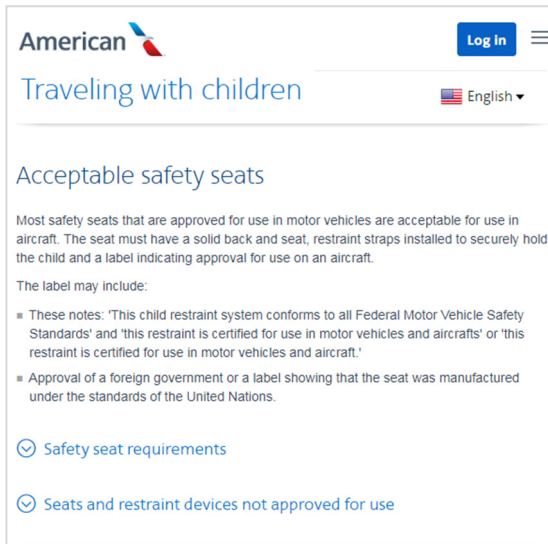 American
Log in
Traveling with children
English
Acceptable safety seats
Most safety seats that are approved for use in motor vehicles are acceptable for use in
aircraft. The seat must have a solid back and seat, restraint straps installed to securely hold
the child and a label indicating approval for use on an aircraft.
The label may include:
These notes: 'This child restraint system conforms to all Federal Motor Vehicle Safety
Standards' and 'this restraint is certified for use in motor vehicles and aircrafts' or 'this
restraint is certified for use in motor vehicles and aircraft.'
Approval of a foreign government or a label showing that the seat was manufactured
under the standards of the United Nations.
Safety seat requirements
Seats and restraint devices not approved for use